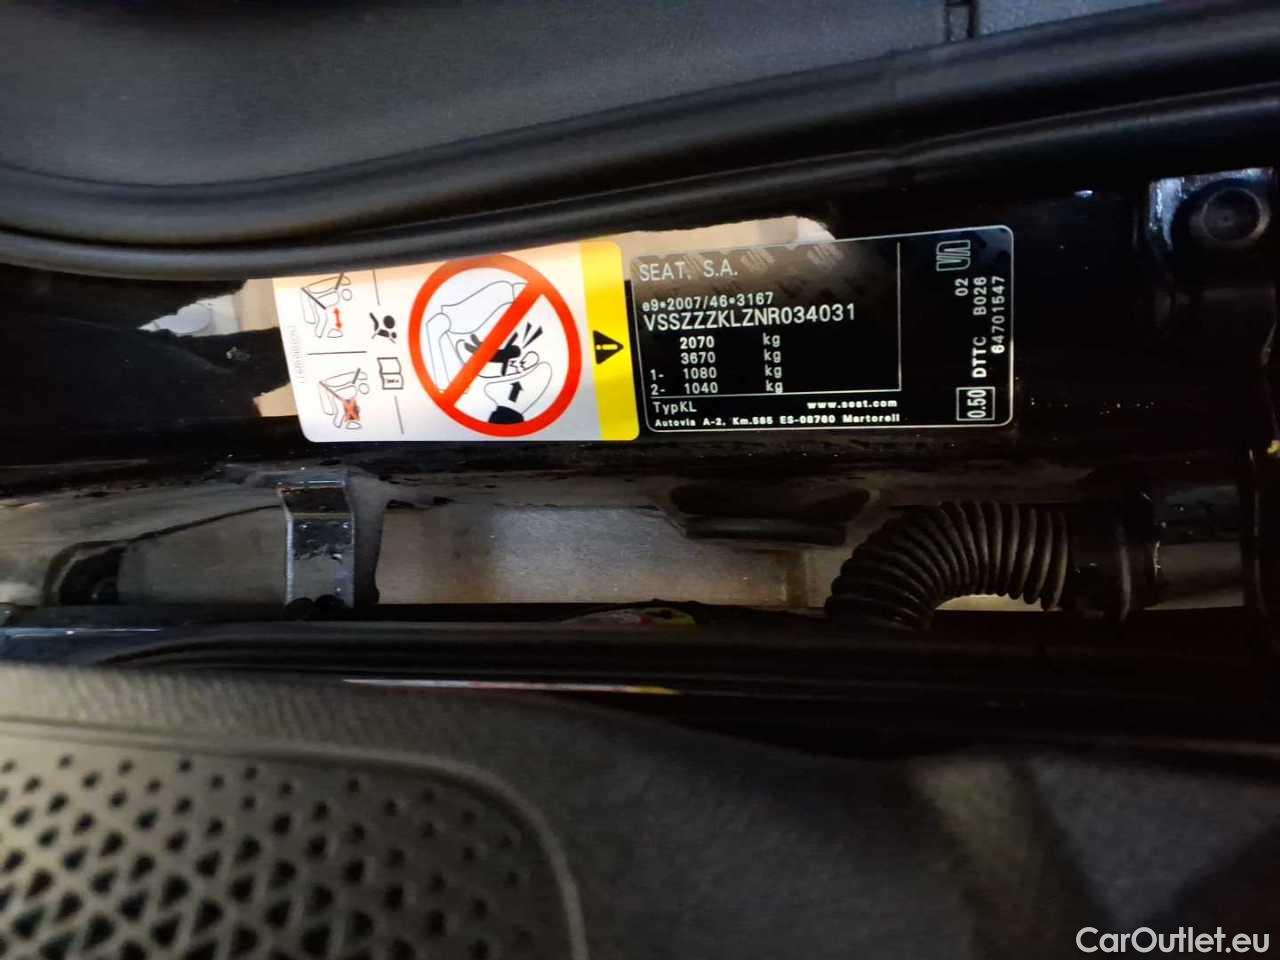 SEAT, S.A.
e9*2007/46*3167
VSSZZZKLZNR034031
2070 kg
3670 kg
1- 1080 kg
2- 1040 kg
TypKL www.seat.com
Autovia A-2, Km.585 ES-08760 Martorell
02
DTTC B026
64701547
0.50
CarOutlet.eu